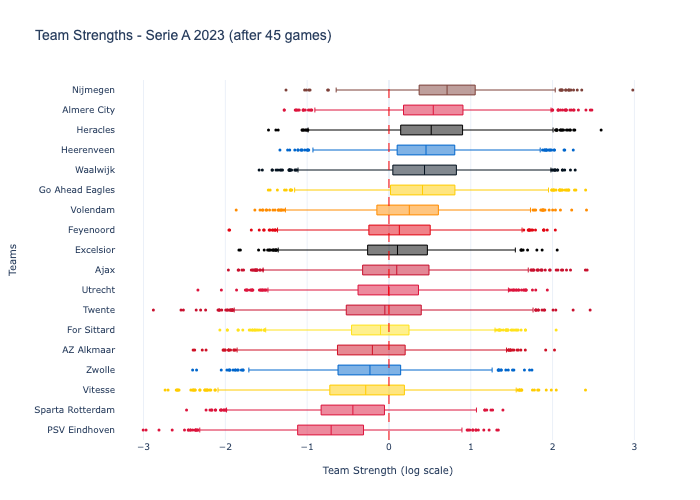 Team Strengths - Serie A 2023 (after 45 games)
Nijmegen
Almere City
Heracles
Heerenveen
Waalwijk
Go Ahead Eagles
Volendam
Feyenoord
Excelsior
Ajax
Utrecht
Twente
For Sittard
AZ Alkmaar
Zwolle
Vitesse
Sparta Rotterdam
PSV Eindhoven
Teams
−3 −2 −1 0 1 2 3
Team Strength (log scale)